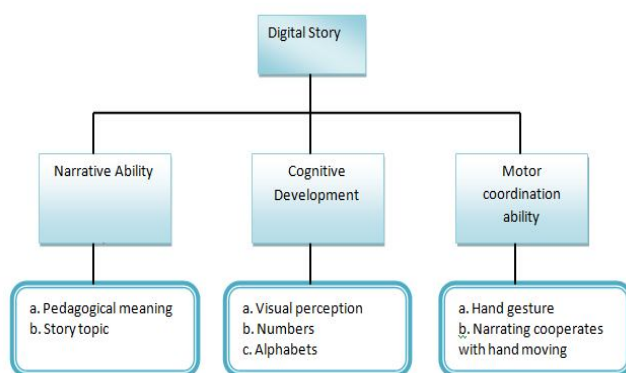 Digital Story
Narrative Ability
Cognitive
Development
Motor
coordination
ability
a. Pedagogical meaning
b. Story topic
a. Visual perception
b. Numbers
c. Alphabets
a. Hand gesture
b. Narrating cooperates
with hand moving